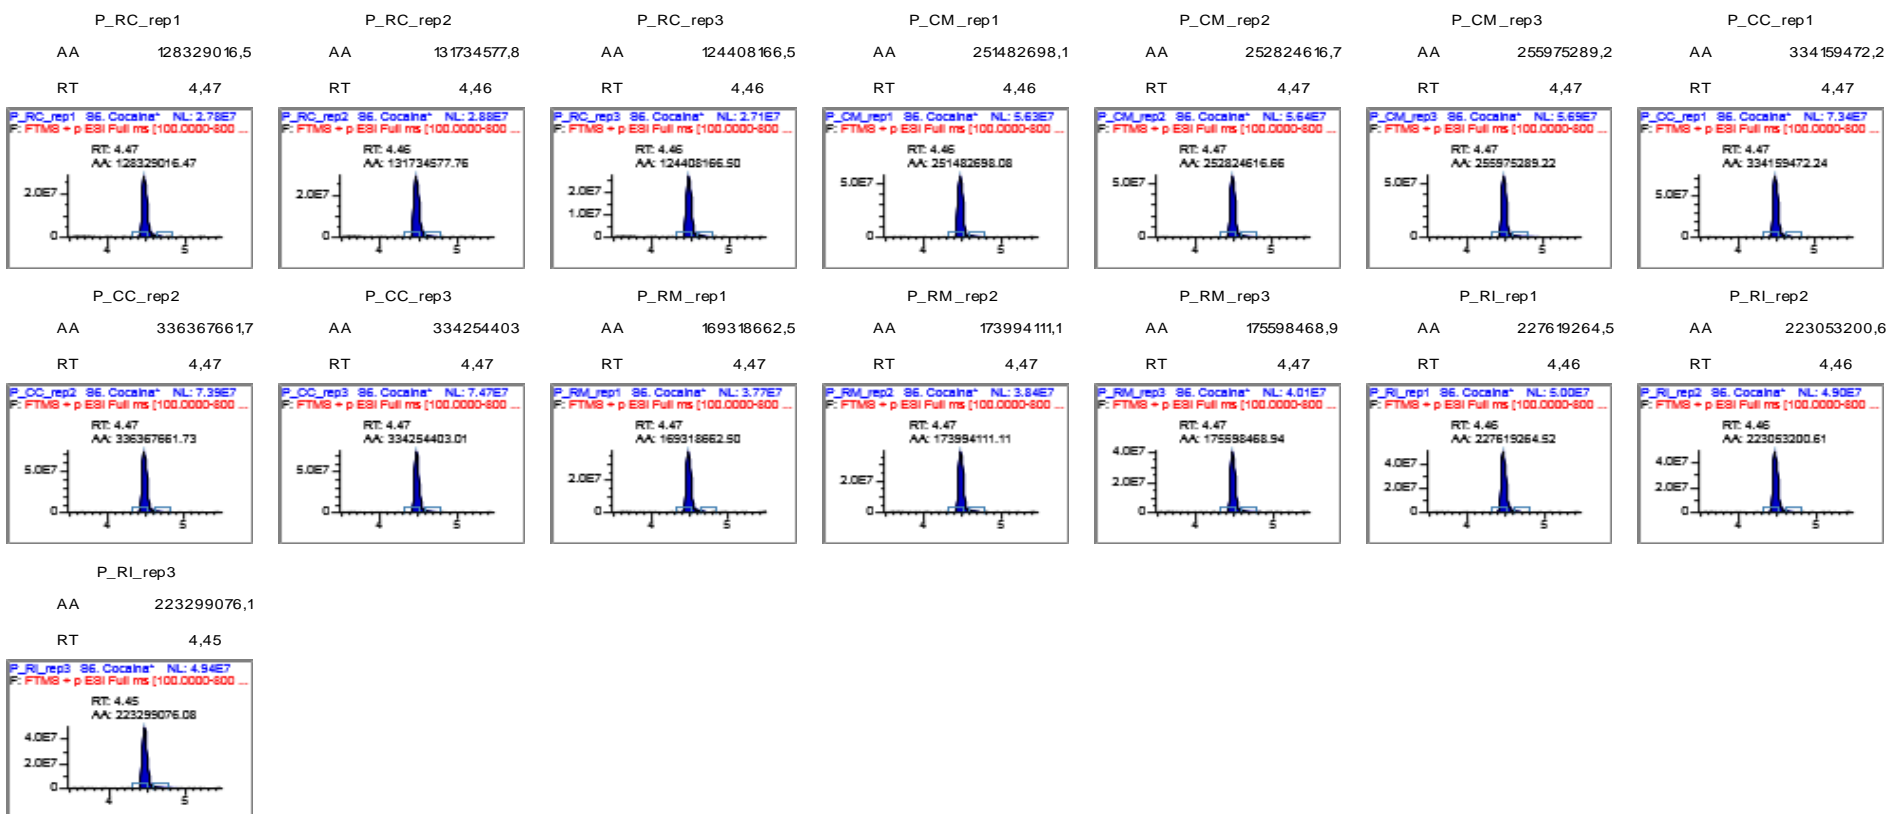 P_RC_rep1 P_RC_rep2 P_RC_rep3 P_CM_rep1 P_CM_rep2 P_CM_rep3 P_CC_rep1
AA 128329016,5 AA 131734577,8 AA 124408166,5 AA 251482698,1 AA 252824616,7 AA 255975289,2 AA 334159472,2
RT 4,47 RT 4,46 RT 4,46 RT 4,46 RT 4,47 RT 4,47 RT 4,47
P_RC_rep1 86. Cocaina* NL: 2.78E7 P_RC_rep2 86. Cocaina* NL: 2.88E7 P_RC_rep3 86. Cocaina* NL: 2.71E7 P_CM_rep1 86. Cocaina* NL: 5.63E7 P_CM_rep2 86. Cocaina* NL: 5.64E7 P_CM_rep3 86. Cocaina* NL: 5.69E7 P_CC_rep1 86. Cocaina* NL: 7.34E7
F: FTMS + p ESI Full ms [100.0000-800 ... F: FTMS + p ESI Full ms [100.0000-800 ... F: FTMS + p ESI Full ms [100.0000-800 ... F: FTMS + p ESI Full ms [100.0000-800 ... F: FTMS + p ESI Full ms [100.0000-800 ... F: FTMS + p ESI Full ms [100.0000-800 ... F: FTMS + p ESI Full ms [100.0000-800 ...
RT: 4.47 RT: 4.46 RT: 4.46 RT: 4.46 RT: 4.47 RT: 4.47 RT: 4.47
AA: 128329016.47 AA: 131734577.76 AA: 124408166.50 AA: 251482698.08 AA: 252824616.66 AA: 255975289.22 AA: 334159472.24
2.0E7 2.0E7 2.0E7 5.0E7 5.0E7 5.0E7 5.0E7
1.0E7
0 0 0 0 0 0 0
4 5 4 5 4 5 4 5 4 5 4 5 4 5
P_CC_rep2 P_CC_rep3 P_RM_rep1 P_RM_rep2 P_RM_rep3 P_RI_rep1 P_RI_rep2
AA 336367661,7 AA 334254403 AA 169318662,5 AA 173994111,1 AA 175598468,9 AA 227619264,5 AA 223053200,6
RT 4,47 RT 4,47 RT 4,47 RT 4,47 RT 4,47 RT 4,46 RT 4,46
P_CC_rep2 86. Cocaina* NL: 7.39E7 P_CC_rep3 86. Cocaina* NL: 7.47E7 P_RM_rep1 86. Cocaina* NL: 3.77E7 P_RM_rep2 86. Cocaina* NL: 3.84E7 P_RM_rep3 86. Cocaina* NL: 4.01E7 P_RI_rep1 86. Cocaina* NL: 5.00E7 P_RI_rep2 86. Cocaina* NL: 4.90E7
F: FTMS + p ESI Full ms [100.0000-800 ... F: FTMS + p ESI Full ms [100.0000-800 ... F: FTMS + p ESI Full ms [100.0000-800 ... F: FTMS + p ESI Full ms [100.0000-800 ... F: FTMS + p ESI Full ms [100.0000-800 ... F: FTMS + p ESI Full ms [100.0000-800 ... F: FTMS + p ESI Full ms [100.0000-800 ...
RT: 4.47 RT: 4.47 RT: 4.47 RT: 4.47 RT: 4.47 RT: 4.46 RT: 4.46
AA: 336367661.73 AA: 334254403.01 AA: 169318662.50 AA: 173994111.11 AA: 175598468.94 AA: 227619264.52 AA: 223053200.61
4.0E7 4.0E7 4.0E7
5.0E7 5.0E7 2.0E7 2.0E7 2.0E7 2.0E7 2.0E7
0 0 0 0 0 0 0
4 5 4 5 4 5 4 5 4 5 4 5 4 5
P_RI_rep3
AA 223299076,1
RT 4,45
P_RI_rep3 86. Cocaina* NL: 4.94E7
F: FTMS + p ESI Full ms [100.0000-800 ...
RT: 4.45
AA: 223299076.08
4.0E7
2.0E7
0
4 5